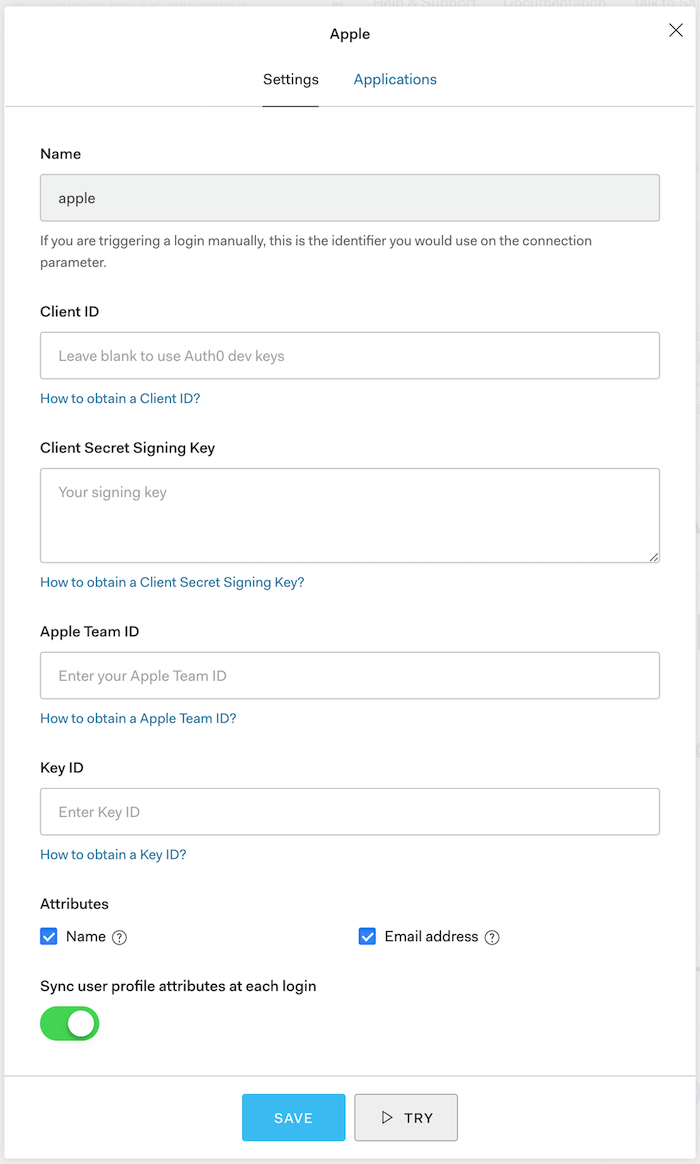 Help & Support Documentation
Apple
Settings Applications
Name
apple
If you are triggering a login manually, this is the identifier you would use on the connection
parameter.
Client ID
Leave blank to use Auth0 dev keys
How to obtain a Client ID?
Client Secret Signing Key
Your signing key
How to obtain a Client Secret Signing Key?
Apple Team ID
Enter your Apple Team ID
How to obtain a Apple Team ID?
Key ID
Enter Key ID
How to obtain a Key ID?
Attributes
Name ? Email address ?
Sync user profile attributes at each login
SAVE TRY